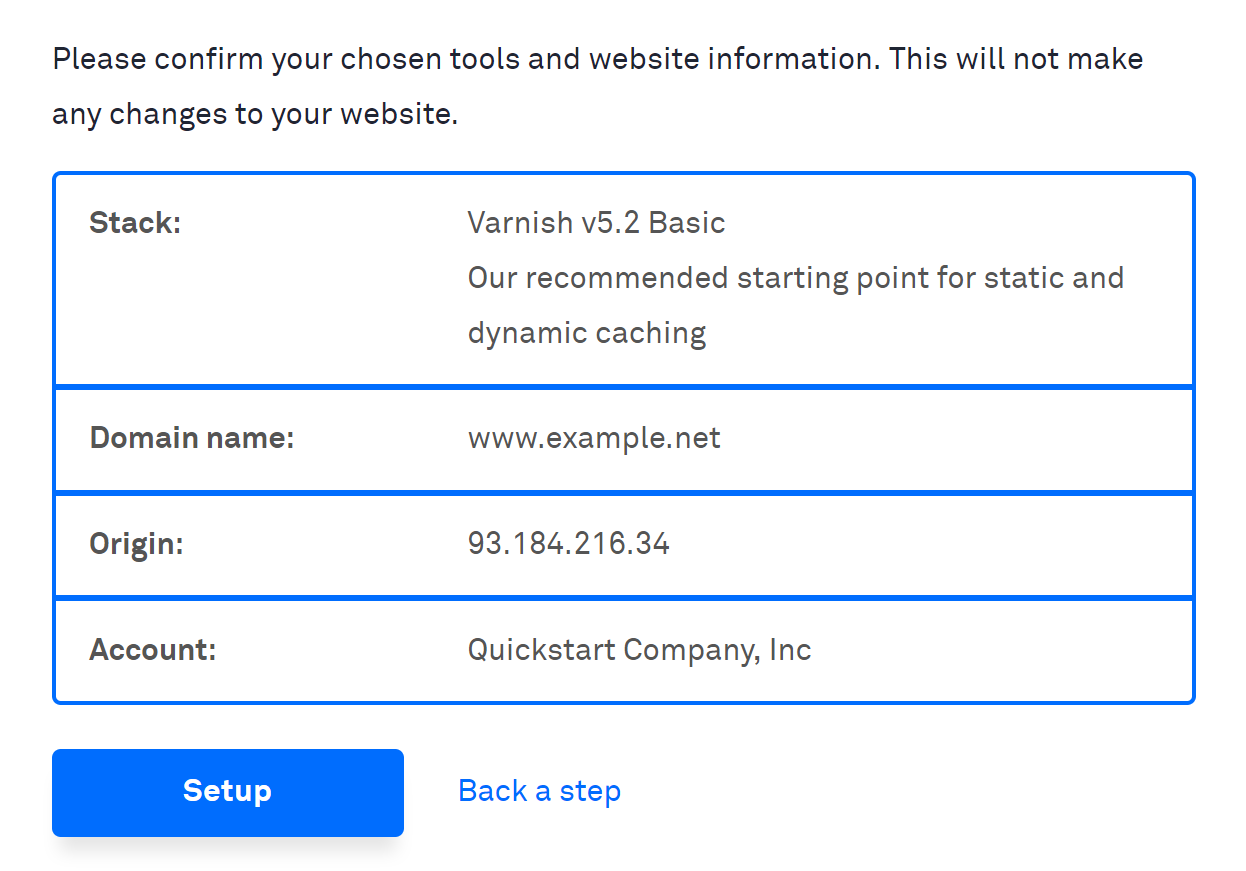 Please confirm your chosen tools and website information. This will not make
any changes to your website.
Stack:
Varnish v5.2 Basic
Our recommended starting point for static and
dynamic caching
Domain name:
www.example.net
Origin:
93.184.216.34
Account:
Quickstart Company, Inc
Setup
Back a step